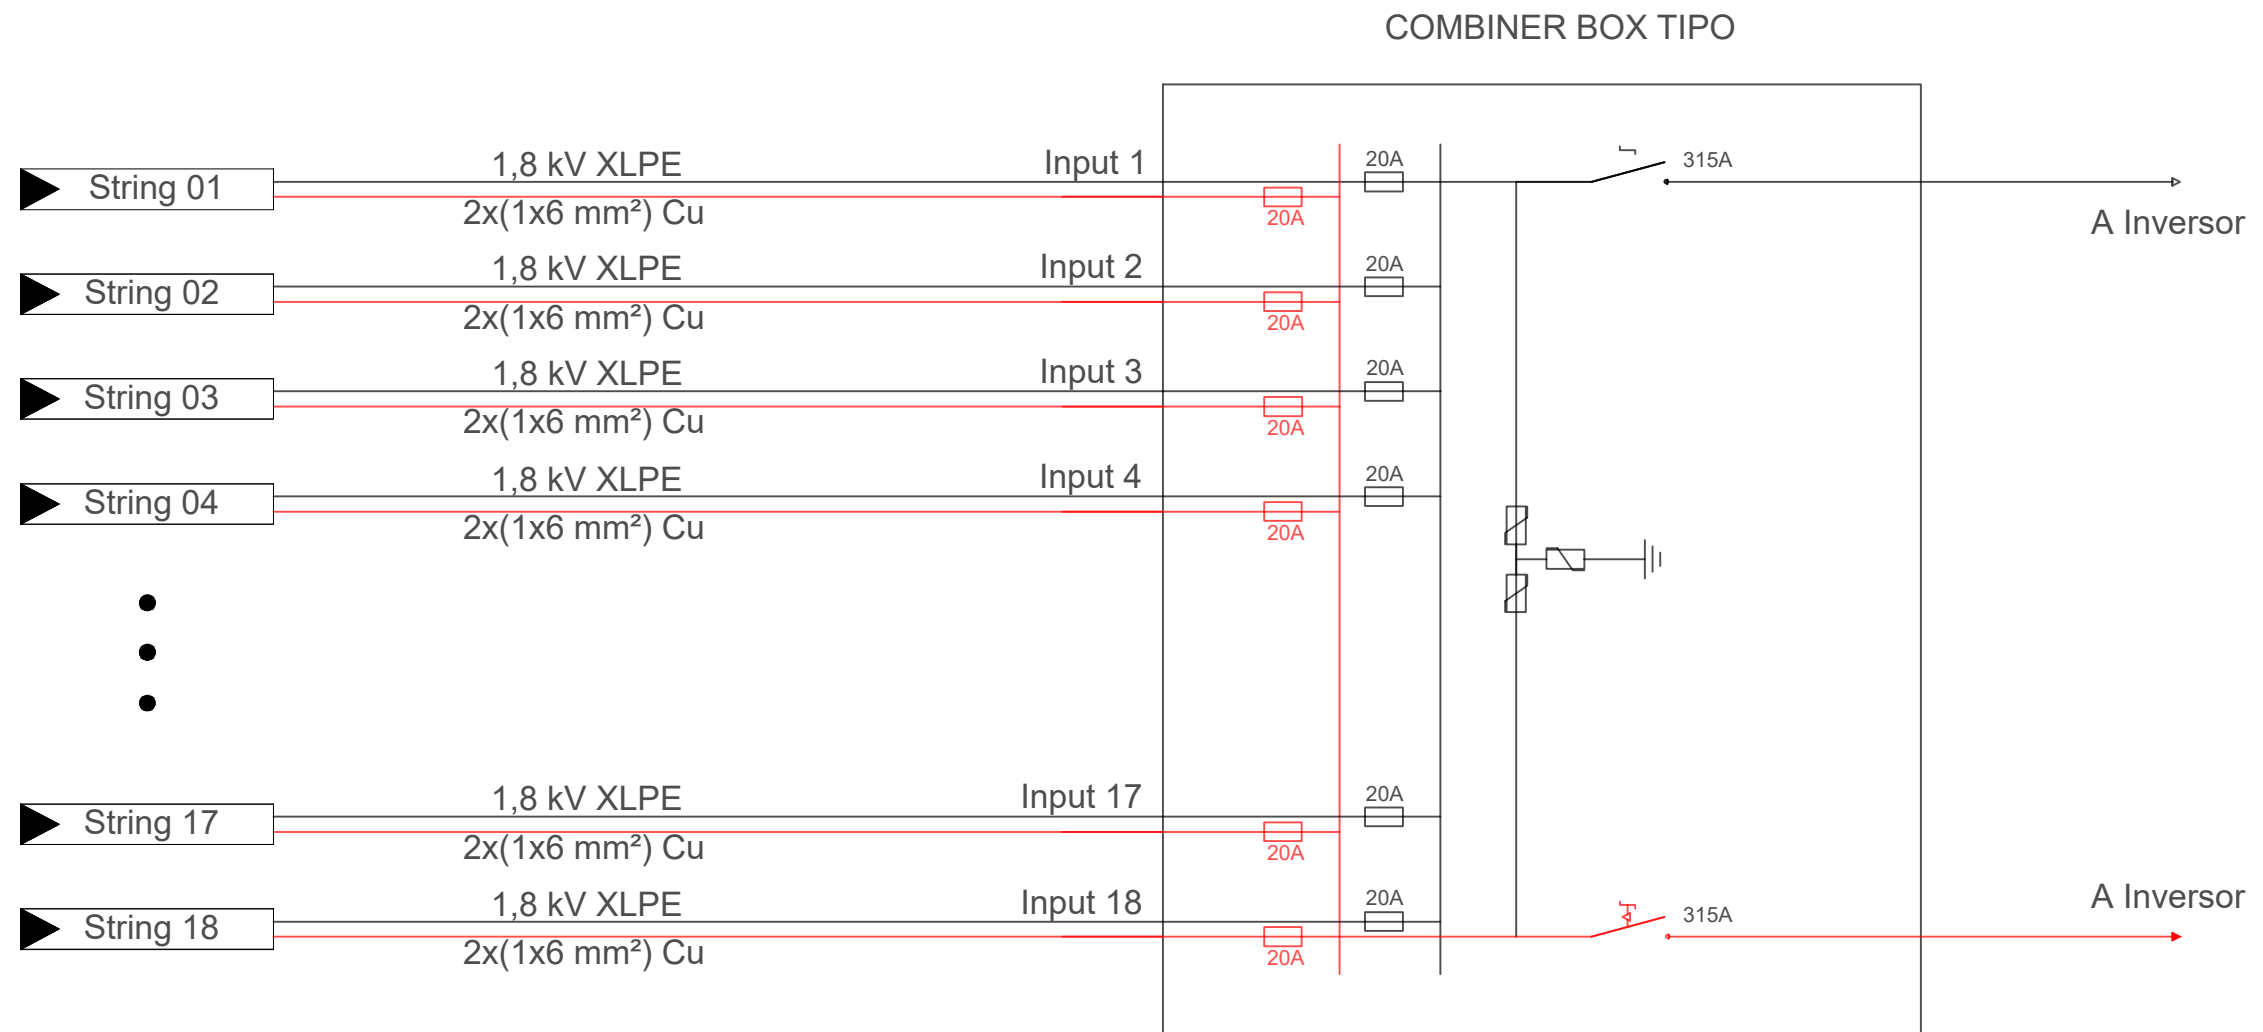 COMBINER BOX TIPO
1,8 kV XLPE
Input 1
20A
315A
String 01
2x(1x6 mm²) Cu
20A
A Inversor
1,8 kV XLPE
Input 2
20A
String 02
2x(1x6 mm²) Cu
20A
1,8 kV XLPE
Input 3
20A
String 03
2x(1x6 mm²) Cu
20A
1,8 kV XLPE
Input 4
20A
String 04
2x(1x6 mm²) Cu
20A
1,8 kV XLPE
Input 17
20A
String 17
2x(1x6 mm²) Cu
20A
1,8 kV XLPE
Input 18
20A
315A
A Inversor
String 18
2x(1x6 mm²) Cu
20A